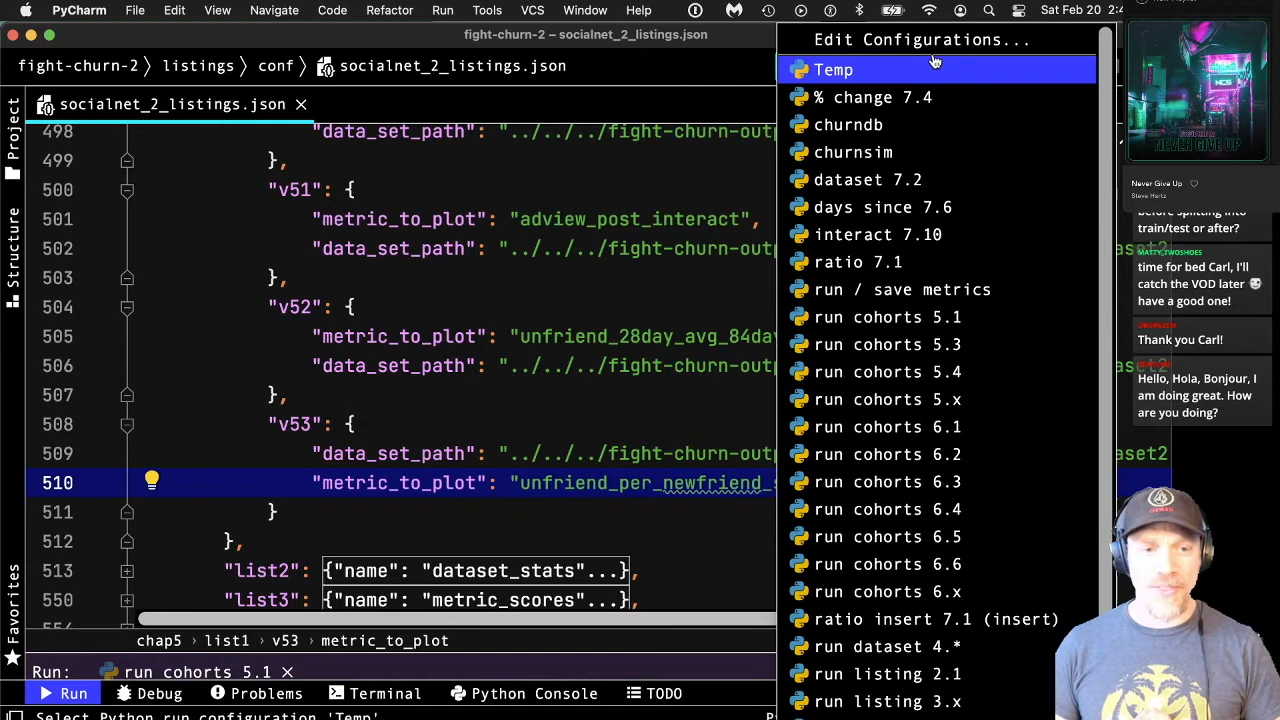 PyCharm File Edit View Navigate Code Refactor Run Tools VCS Window Help Sat Feb 20
fight-churn-2 – socialnet_2_listings.json
fight-churn-2 listings conf socialnet_2_listings.json
socialnet_2_listings.json
Project
Structure
Favorites
498 "data_set_path": "../../../fight-churn-outp
499 },
500 "v51": {
501 "metric_to_plot": "adview_post_interact",
502 "data_set_path": "../../../fight-churn-outp
503 },
504 "v52": {
505 "metric_to_plot": "unfriend_28day_avg_84day
506 "data_set_path": "../../../fight-churn-outp
507 },
508 "v53": {
509 "data_set_path": "../../../fight-churn-outp
510 "metric_to_plot": "unfriend_per_newfriend_s
511 }
512 },
513 "list2": {"name": "dataset_stats"...},
550 "list3": {"name": "metric_scores"...},
chap5 list1 v53 metric_to_plot
Run: run cohorts 5.1
Run Debug Problems Terminal Python Console TODO
Select Python run configuration 'Temp'
Edit Configurations...
Temp
% change 7.4
churndb
churnsim
dataset 7.2
days since 7.6
interact 7.10
ratio 7.1
run / save metrics
run cohorts 5.1
run cohorts 5.3
run cohorts 5.4
run cohorts 5.x
run cohorts 6.1
run cohorts 6.2
run cohorts 6.3
run cohorts 6.4
run cohorts 6.5
run cohorts 6.6
run cohorts 6.x
ratio insert 7.1 (insert)
run dataset 4.*
run listing 2.1
run listing 3.x
NEVER GIVE UP
Never Give Up
Steve Hartz
before splitting into
train/test or after?
MATTY_TWOSHOES
time for bed Carl, I'll
catch the VOD later
have a good one!
Thank you Carl!
Hello, Hola, Bonjour, I
am doing great. How
are you doing?